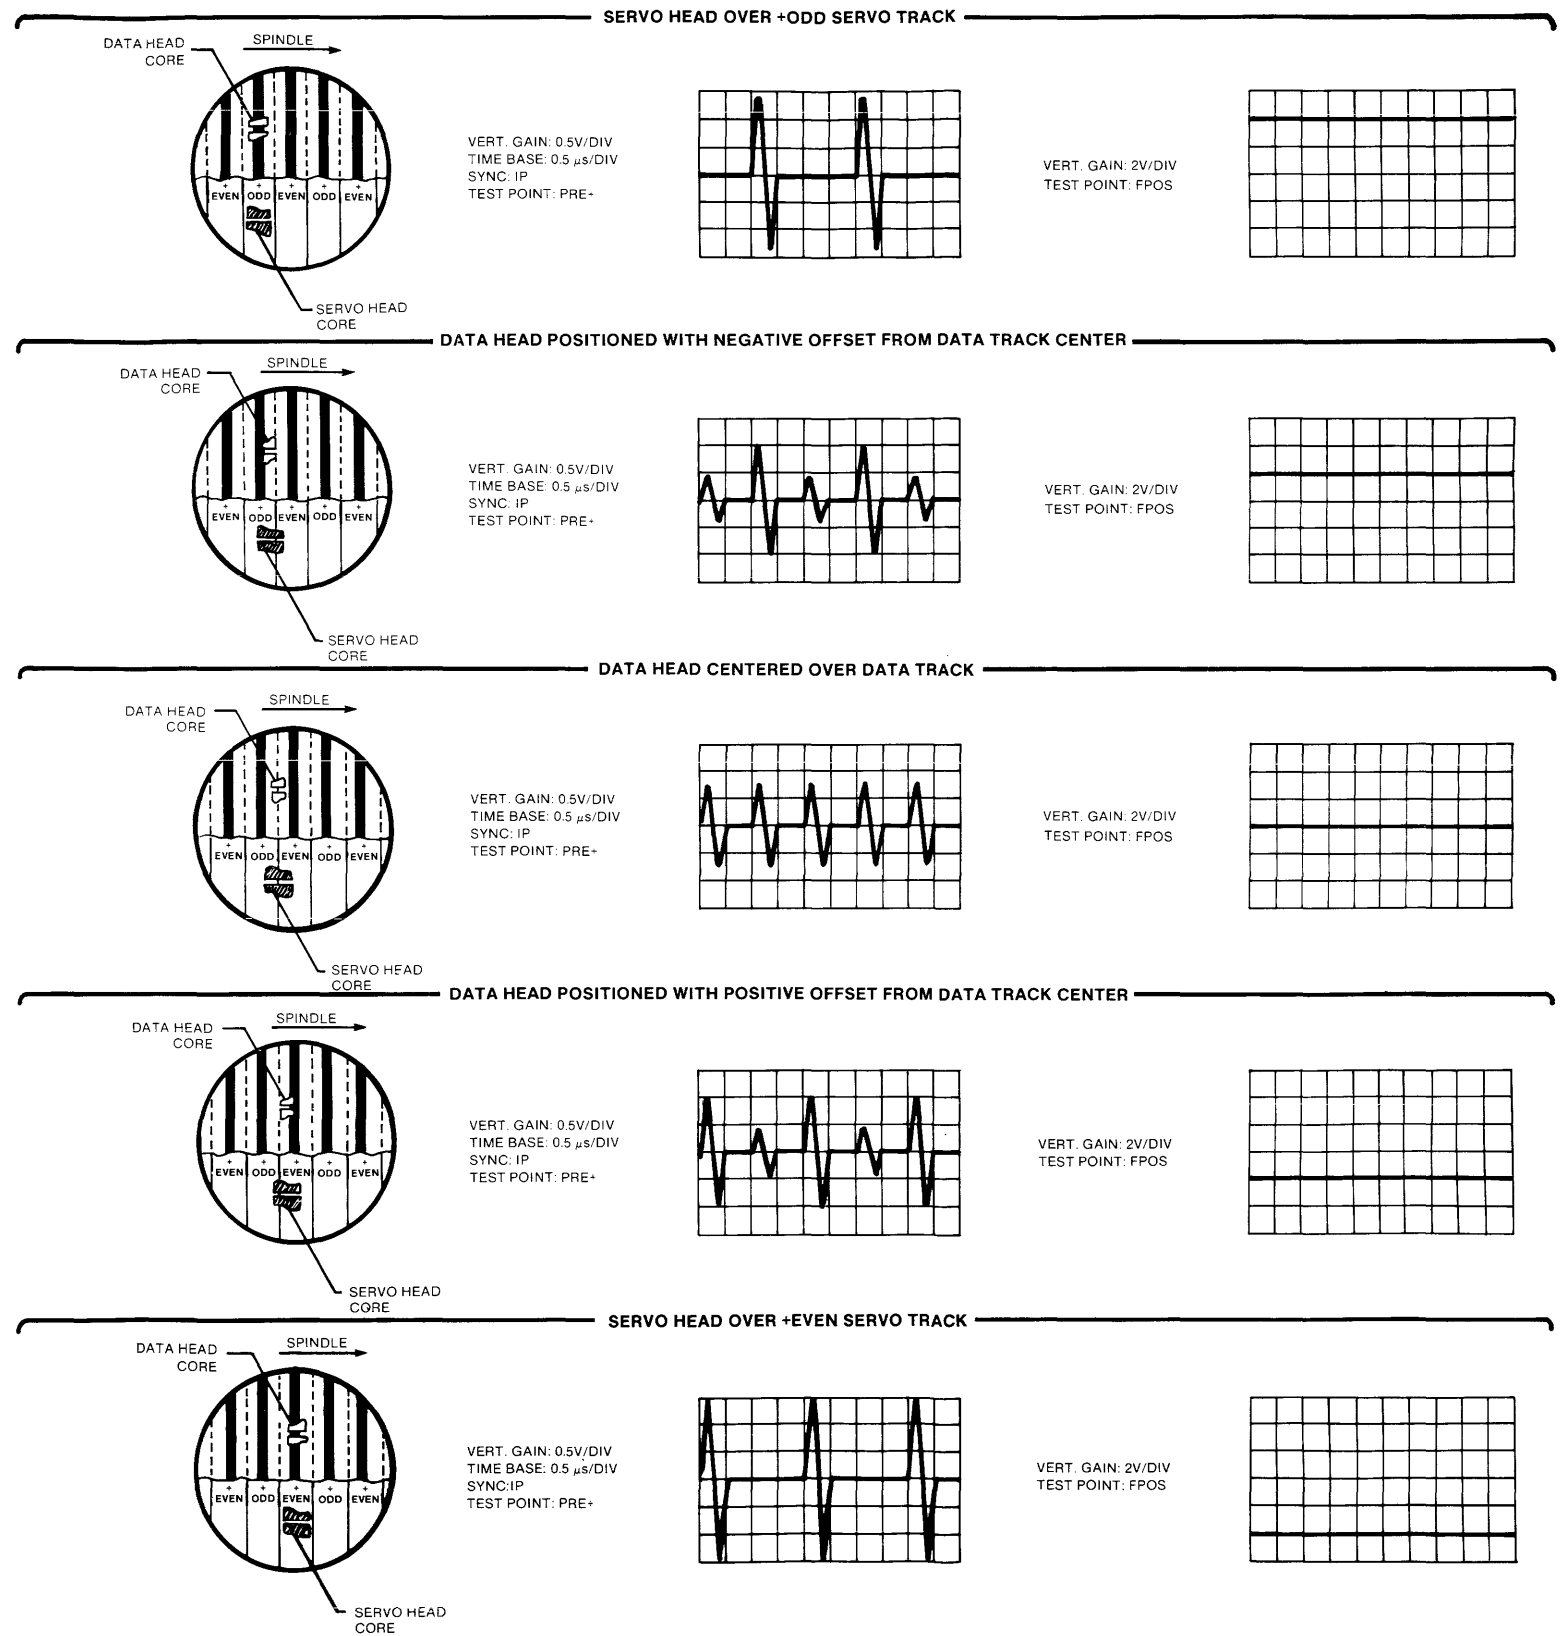 SERVO HEAD OVER +ODD SERVO TRACK
DATA HEAD
CORE
SPINDLE
+ + + + +
EVEN ODD EVEN ODD EVEN
SERVO HEAD
CORE
VERT. GAIN: 0.5V/DIV
TIME BASE: 0.5 μs/DIV
SYNC: IP
TEST POINT: PRE+
VERT. GAIN: 2V/DIV
TEST POINT: FPOS
DATA HEAD POSITIONED WITH NEGATIVE OFFSET FROM DATA TRACK CENTER
DATA HEAD
CORE
SPINDLE
+ + + + +
EVEN ODD EVEN ODD EVEN
SERVO HEAD
CORE
VERT. GAIN: 0.5V/DIV
TIME BASE: 0.5 μs/DIV
SYNC: IP
TEST POINT: PRE+
VERT. GAIN: 2V/DIV
TEST POINT: FPOS
DATA HEAD CENTERED OVER DATA TRACK
DATA HEAD
CORE
SPINDLE
+ + + + +
EVEN ODD EVEN ODD EVEN
SERVO HEAD
CORE
VERT. GAIN: 0.5V/DIV
TIME BASE: 0.5 μs/DIV
SYNC: IP
TEST POINT: PRE+
VERT. GAIN: 2V/DIV
TEST POINT: FPOS
DATA HEAD POSITIONED WITH POSITIVE OFFSET FROM DATA TRACK CENTER
DATA HEAD
CORE
SPINDLE
+ + + + +
EVEN ODD EVEN ODD EVEN
SERVO HEAD
CORE
VERT. GAIN: 0.5V/DIV
TIME BASE: 0.5 μs/DIV
SYNC: IP
TEST POINT: PRE+
VERT. GAIN: 2V/DIV
TEST POINT: FPOS
SERVO HEAD OVER +EVEN SERVO TRACK
DATA HEAD
CORE
SPINDLE
+ + + + +
EVEN ODD EVEN ODD EVEN
SERVO HEAD
CORE
VERT. GAIN: 0.5V/DIV
TIME BASE: 0.5 μs/DIV
SYNC:IP
TEST POINT: PRE+
VERT. GAIN: 2V/DIV
TEST POINT: FPOS